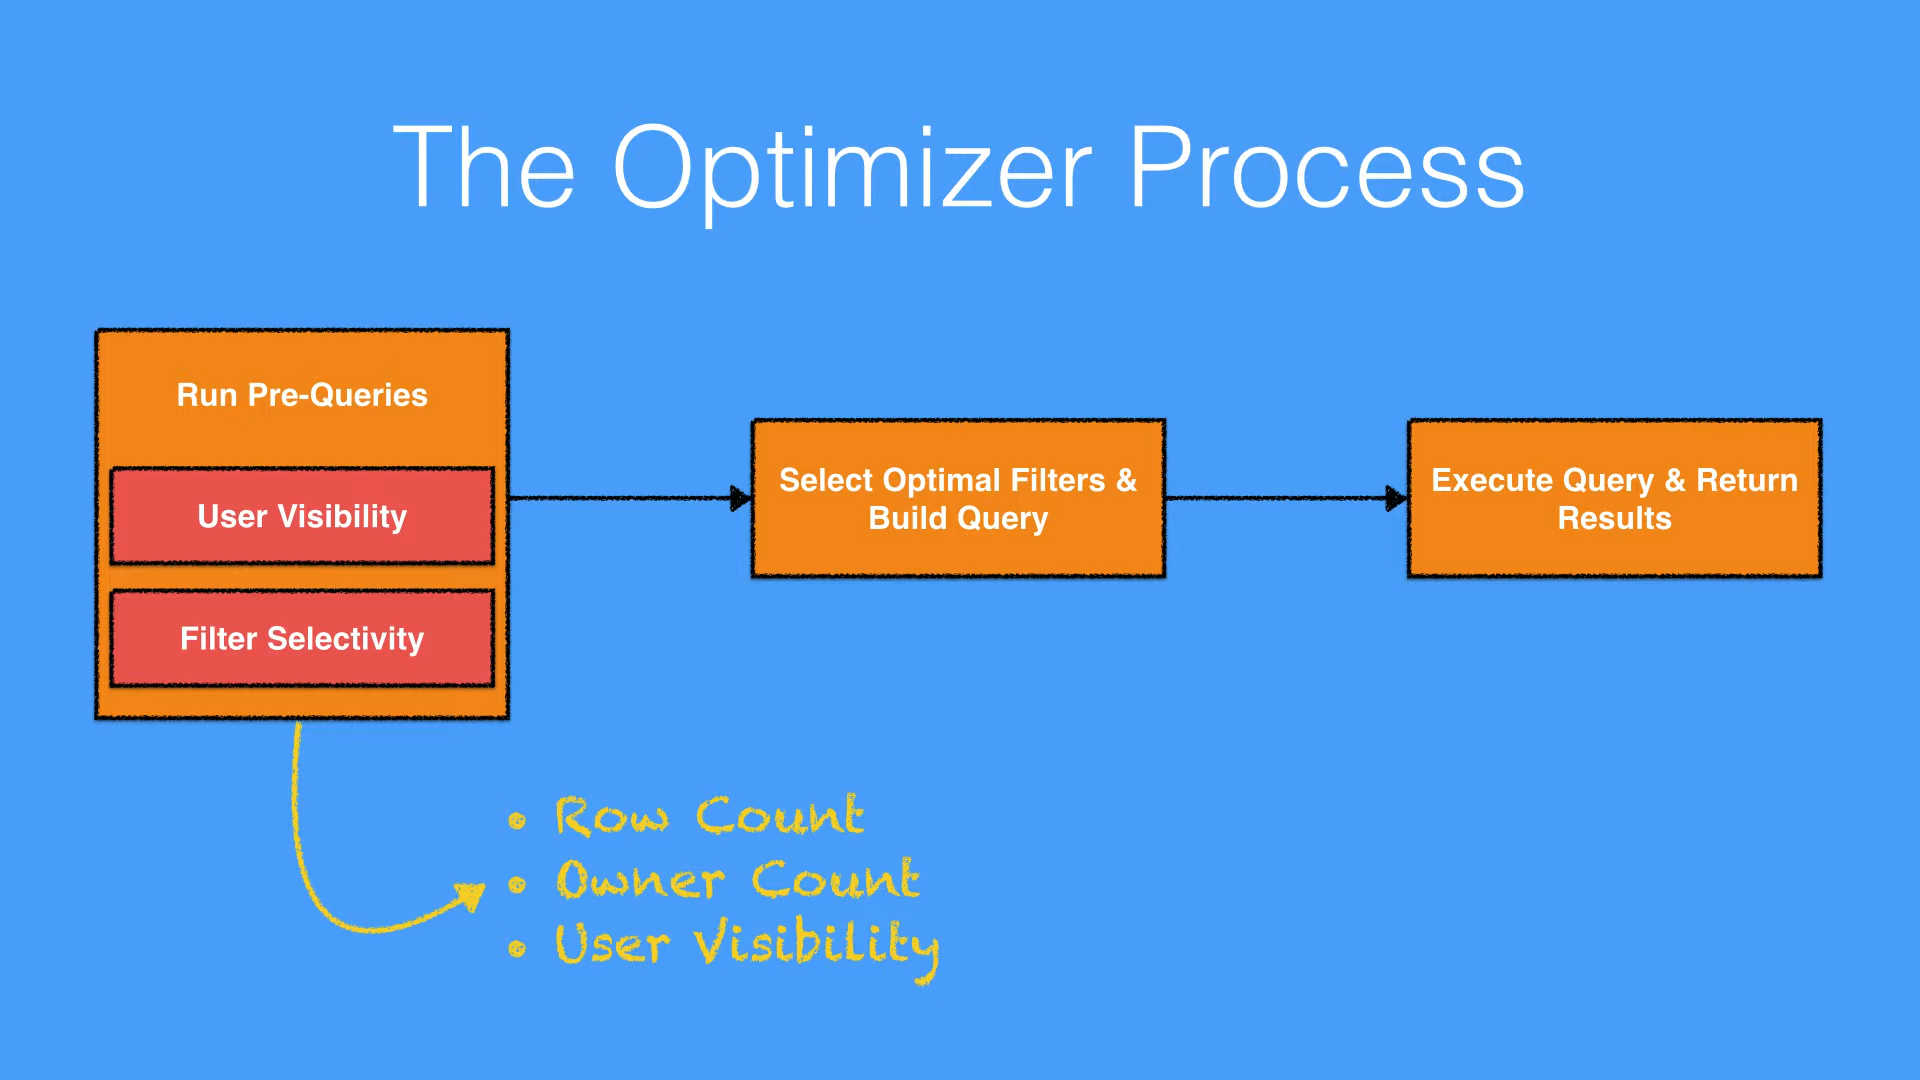 The Optimizer Process
Run Pre-Queries
User Visibility
Filter Selectivity
Select Optimal Filters &
Build Query
Execute Query & Return
Results
• Row Count
• Owner Count
• User Visibility